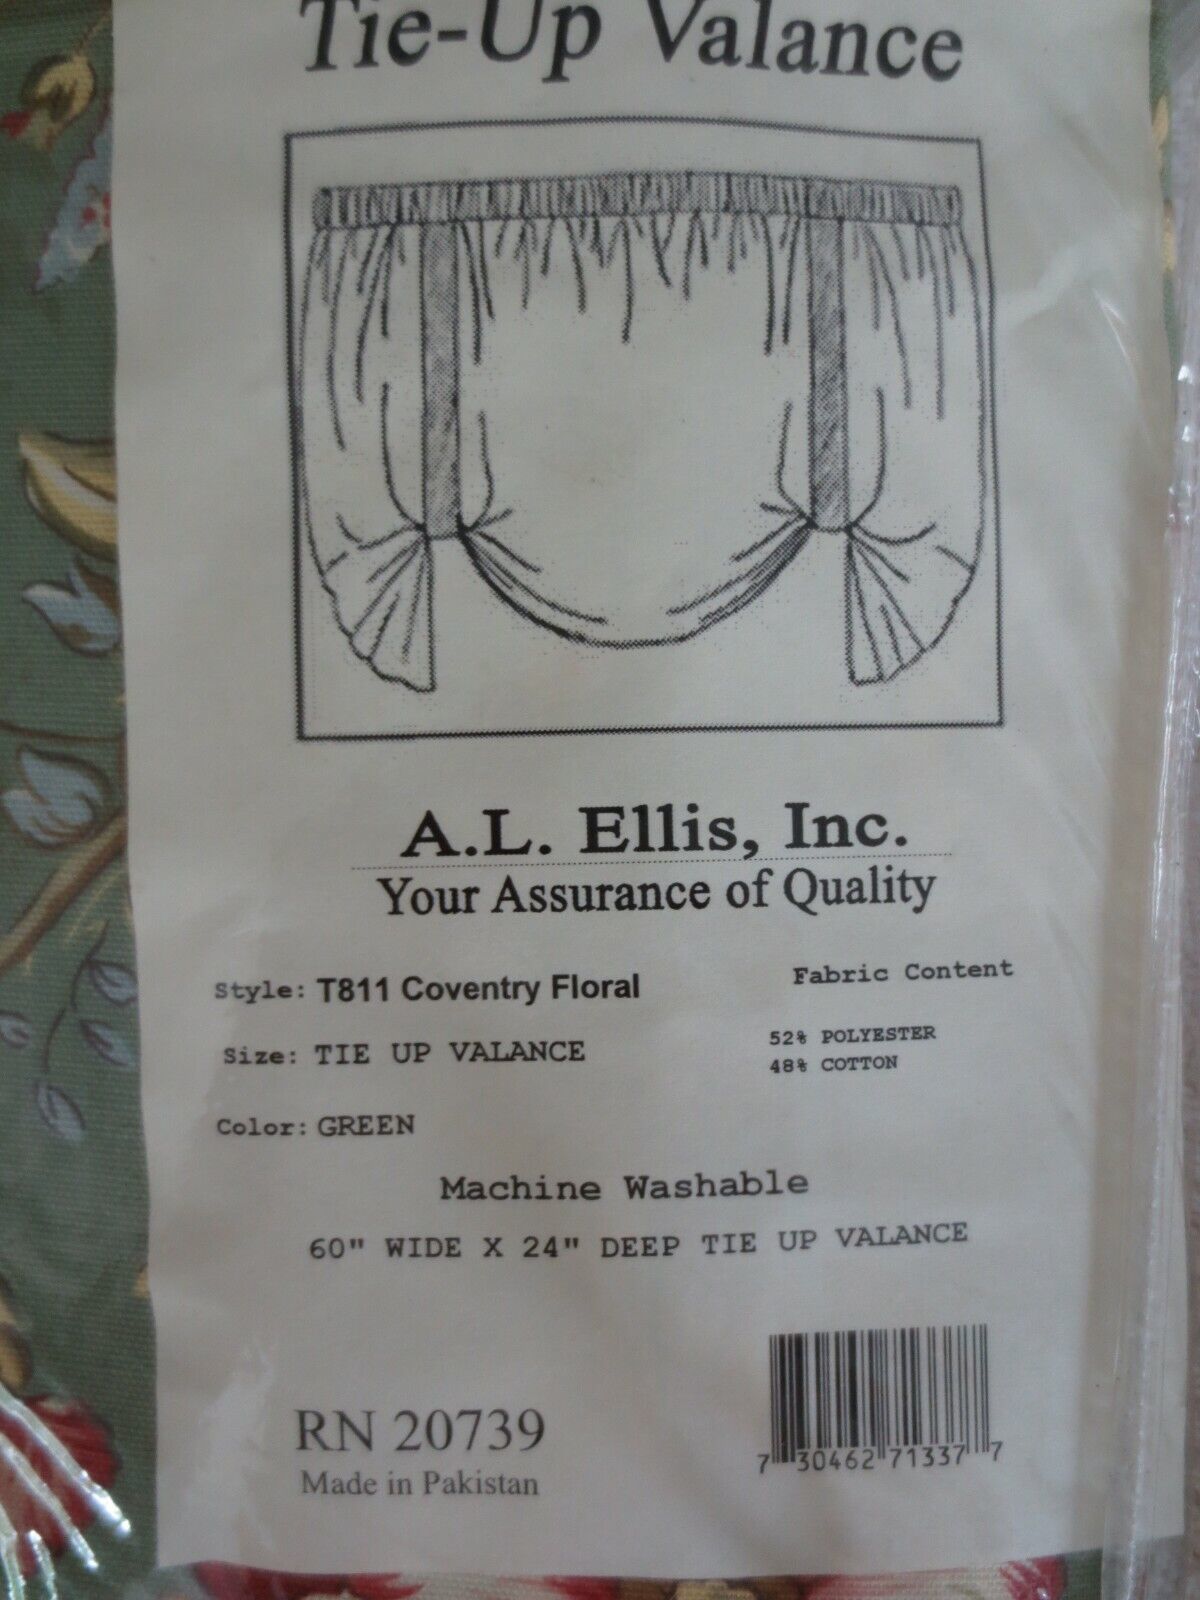 Tie-Up Valance
A.L. Ellis, Inc.
Your Assurance of Quality
Style: T811 Coventry Floral
Fabric Content
52% POLYESTER
48% COTTON
Size: TIE UP VALANCE
Color: GREEN
Machine Washable
60" WIDE X 24" DEEP TIE UP VALANCE
RN 20739
Made in Pakistan
7 30462 71337 7